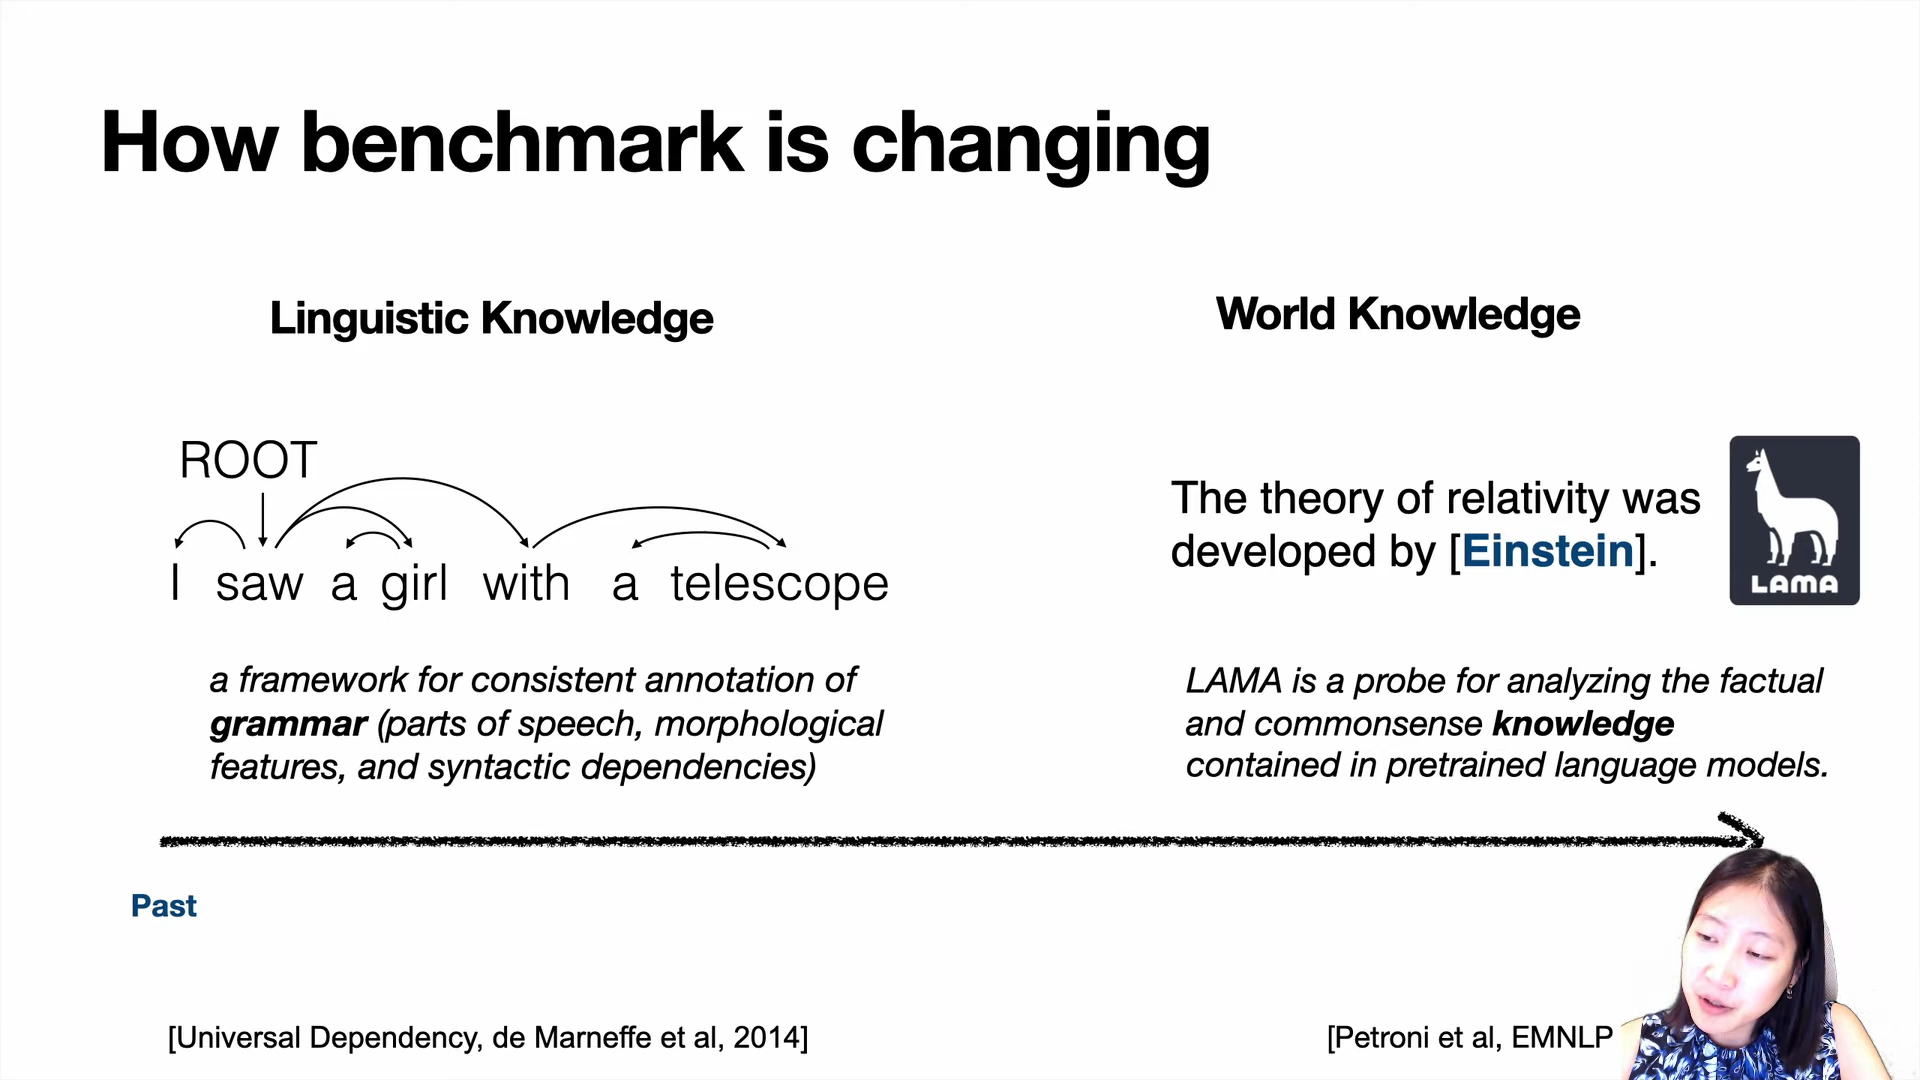 How benchmark is changing
Linguistic Knowledge
ROOT
I saw a girl with a telescope
a framework for consistent annotation of
grammar (parts of speech, morphological
features, and syntactic dependencies)
World Knowledge
The theory of relativity was
developed by [Einstein].
LAMA
LAMA is a probe for analyzing the factual
and commonsense knowledge
contained in pretrained language models.
Past
[Universal Dependency, de Marneffe et al, 2014]
[Petroni et al, EMNLP